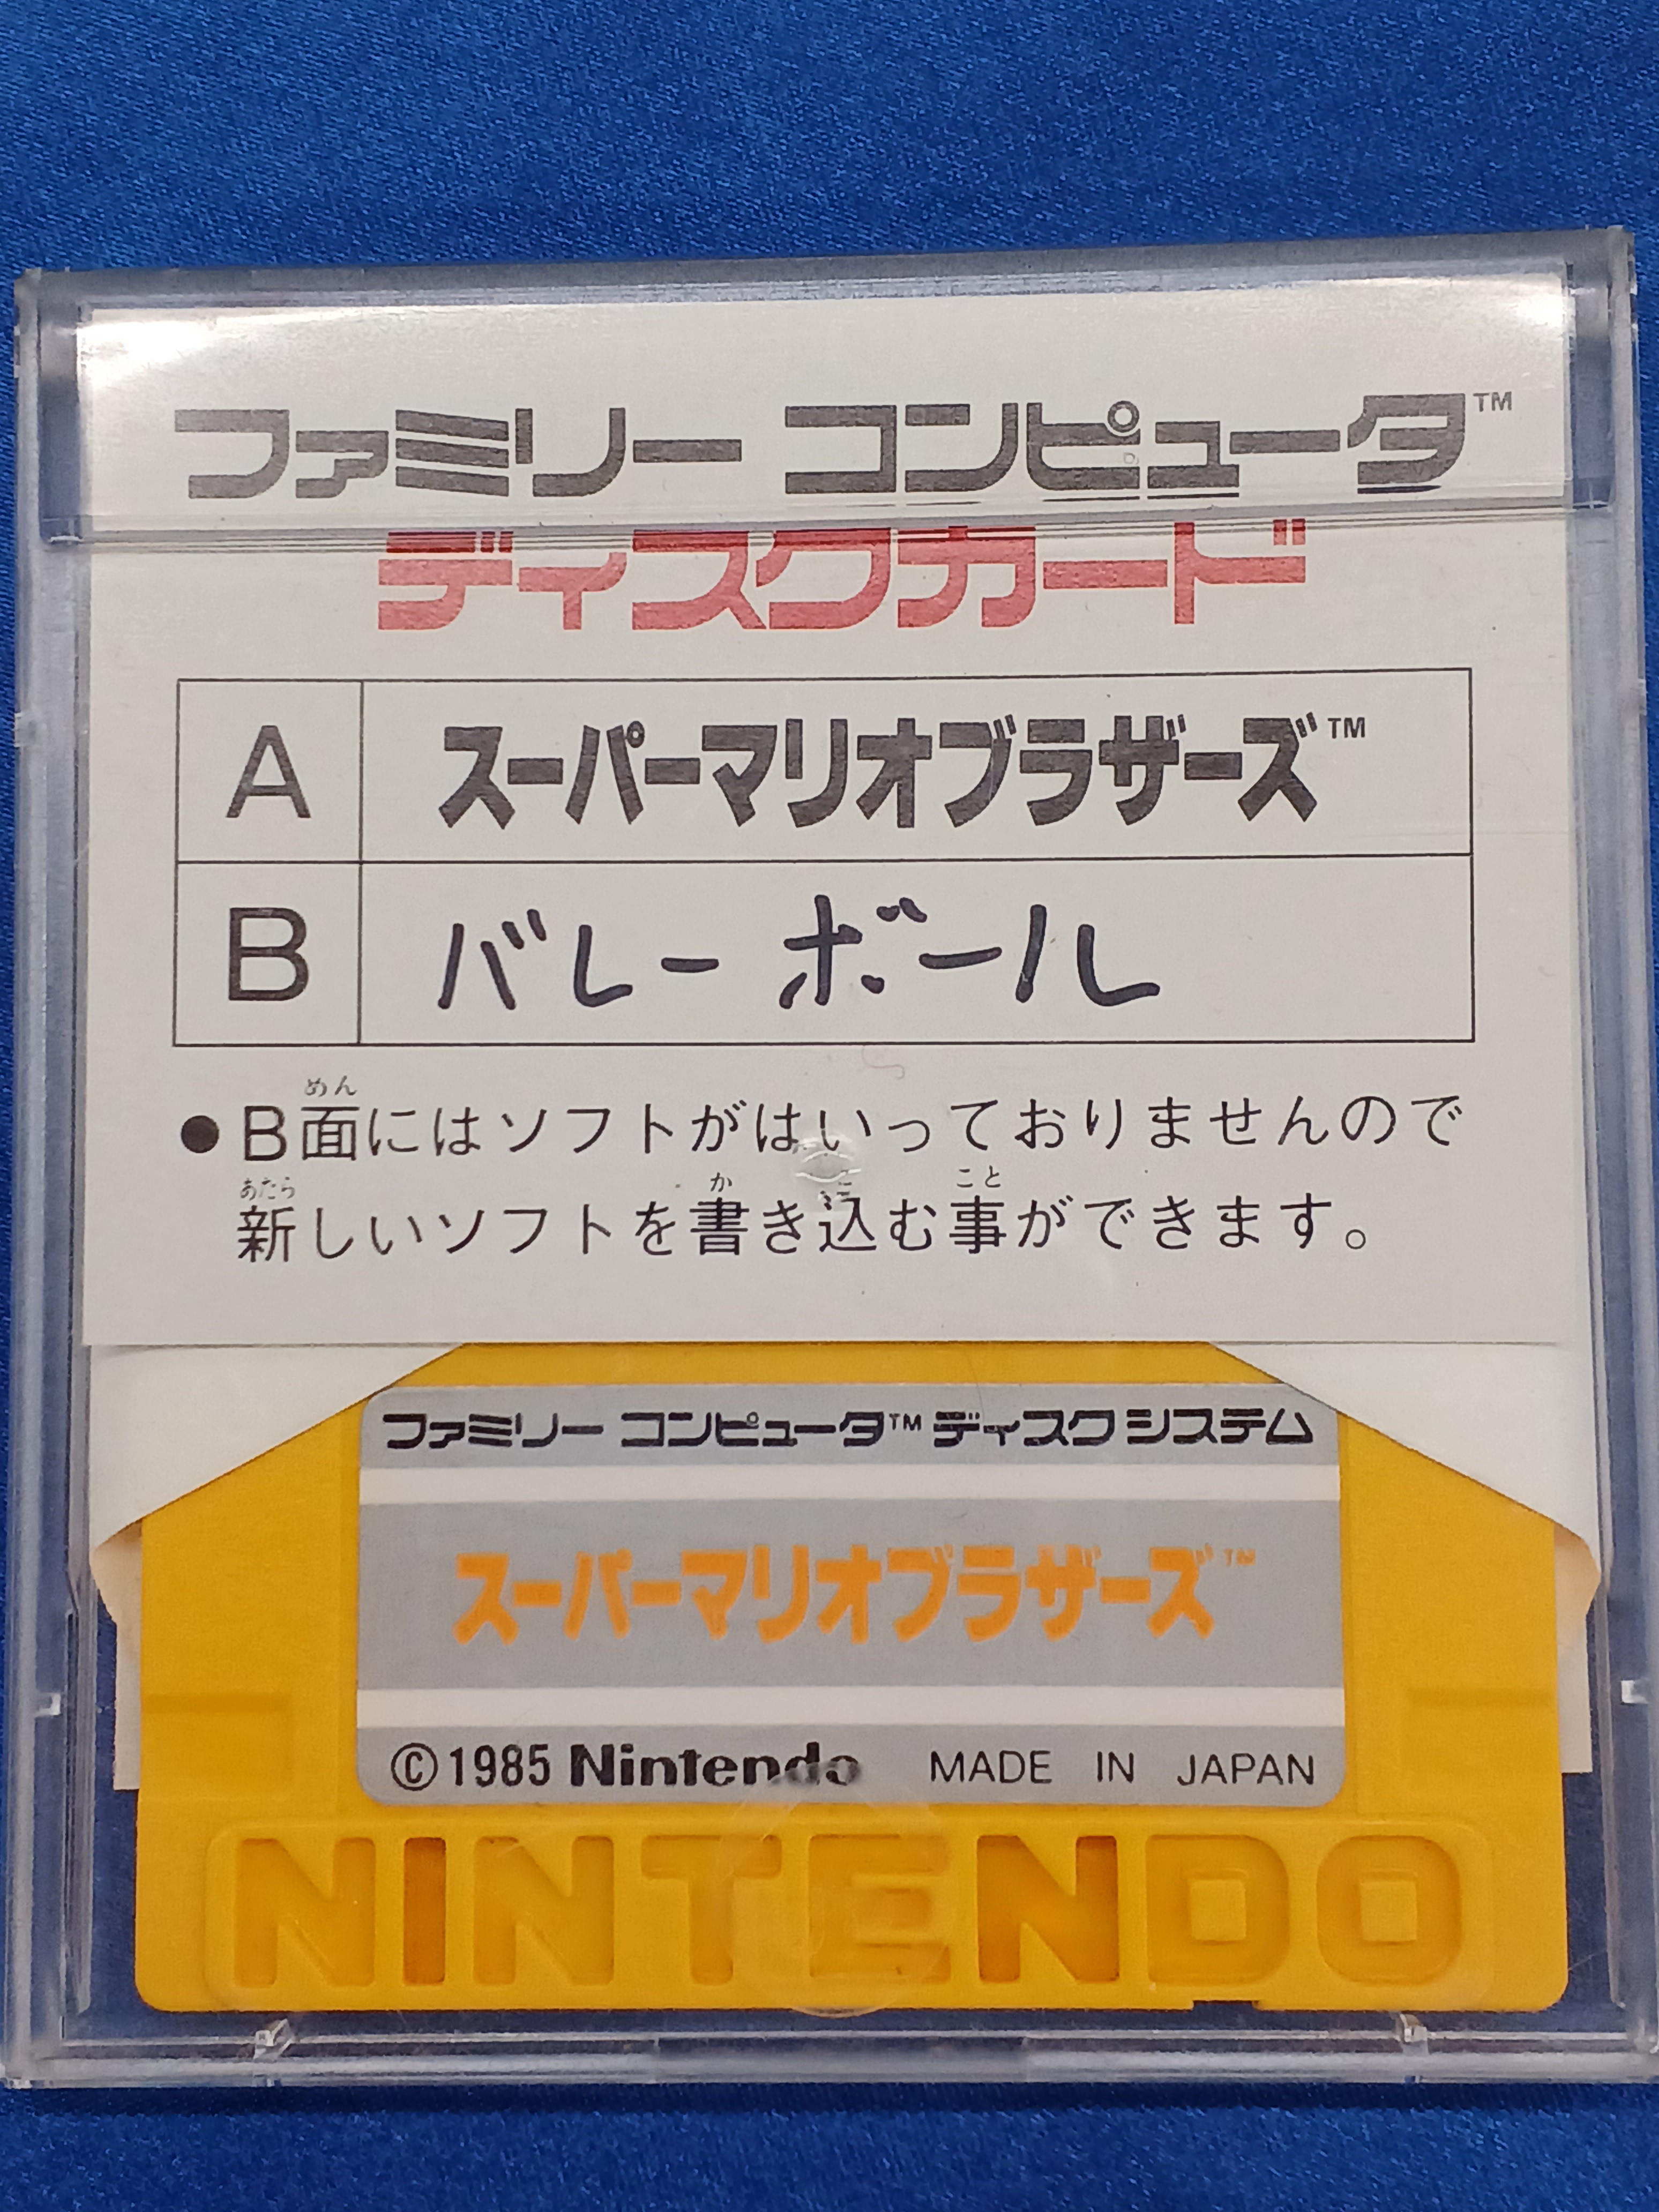 ファミリー コンピュータ™
ディスクカード
A スーパーマリオブラザーズ™
B バレーボール
めん
●B面にはソフトがはいっておりませんので
あたら か こ こと
新しいソフトを書き込む事ができます。
ファミリー コンピュータ™ ディスク システム
スーパーマリオブラザーズ™
©1985 Nintendo MADE IN JAPAN
NINTENDO